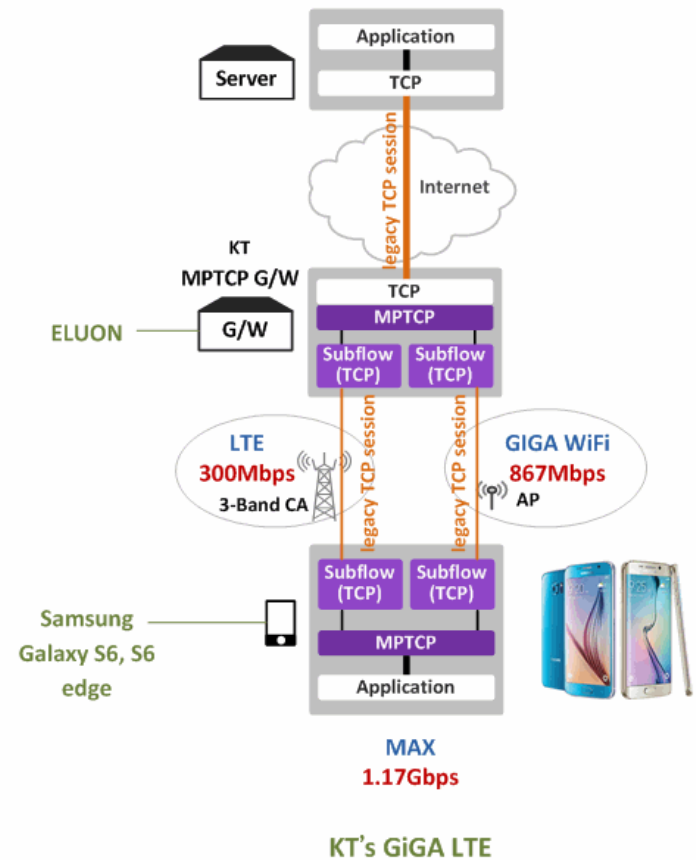 Application
Server
TCP
legacy TCP session
Internet
KT
MPTCP G/W
TCP
MPTCP
ELUON
G/W
Subflow
(TCP)
Subflow
(TCP)
LTE
300Mbps
3-Band CA
legacy TCP session
legacy TCP session
GIGA WiFi
867Mbps
AP
Subflow
(TCP)
Subflow
(TCP)
Samsung
Galaxy S6, S6
edge
MPTCP
Application
MAX
1.17Gbps
KT's GiGA LTE